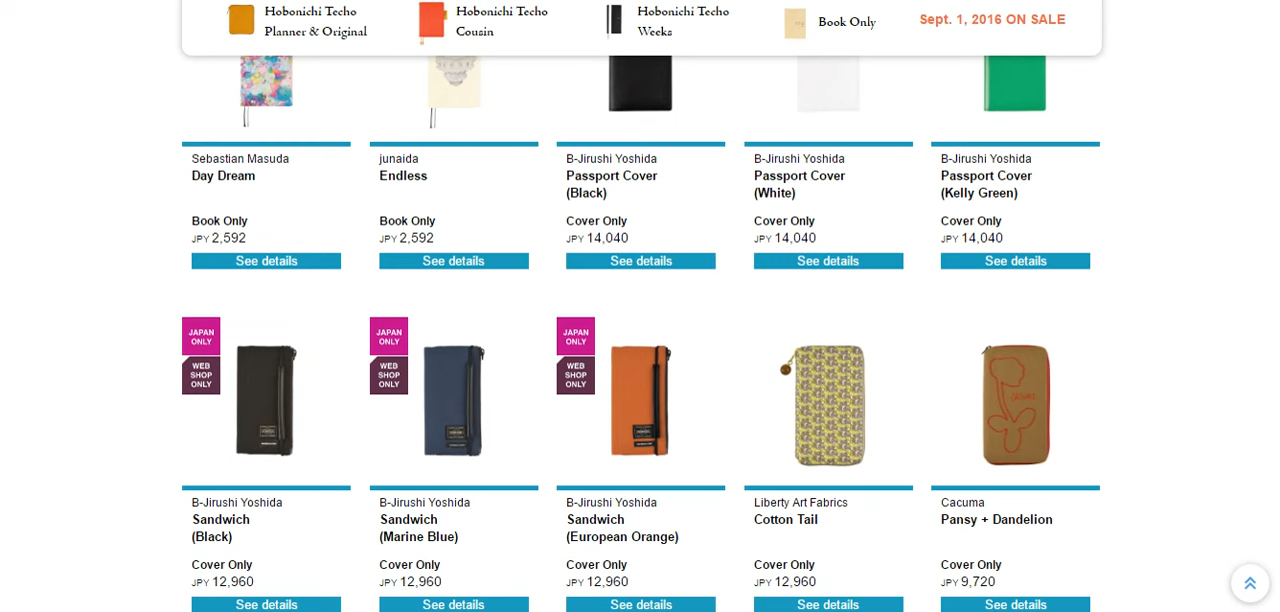 Hobonichi Techo
Planner & Original
Hobonichi Techo
Cousin
Hobonichi Techo
Weeks
Book Only
Sept. 1, 2016 ON SALE
Sebastian Masuda
Day Dream
Book Only
JPY 2,592
See details
junaida
Endless
Book Only
JPY 2,592
See details
B-Jirushi Yoshida
Passport Cover
(Black)
Cover Only
JPY 14,040
See details
B-Jirushi Yoshida
Passport Cover
(White)
Cover Only
JPY 14,040
See details
B-Jirushi Yoshida
Passport Cover
(Kelly Green)
Cover Only
JPY 14,040
See details
JAPAN
ONLY
WEB
SHOP
ONLY
B-Jirushi Yoshida
Sandwich
(Black)
Cover Only
JPY 12,960
See details
JAPAN
ONLY
WEB
SHOP
ONLY
B-Jirushi Yoshida
Sandwich
(Marine Blue)
Cover Only
JPY 12,960
See details
JAPAN
ONLY
WEB
SHOP
ONLY
B-Jirushi Yoshida
Sandwich
(European Orange)
Cover Only
JPY 12,960
See details
Liberty Art Fabrics
Cotton Tail
Cover Only
JPY 12,960
See details
Cacuma
Pansy + Dandelion
Cover Only
JPY 9,720
See details